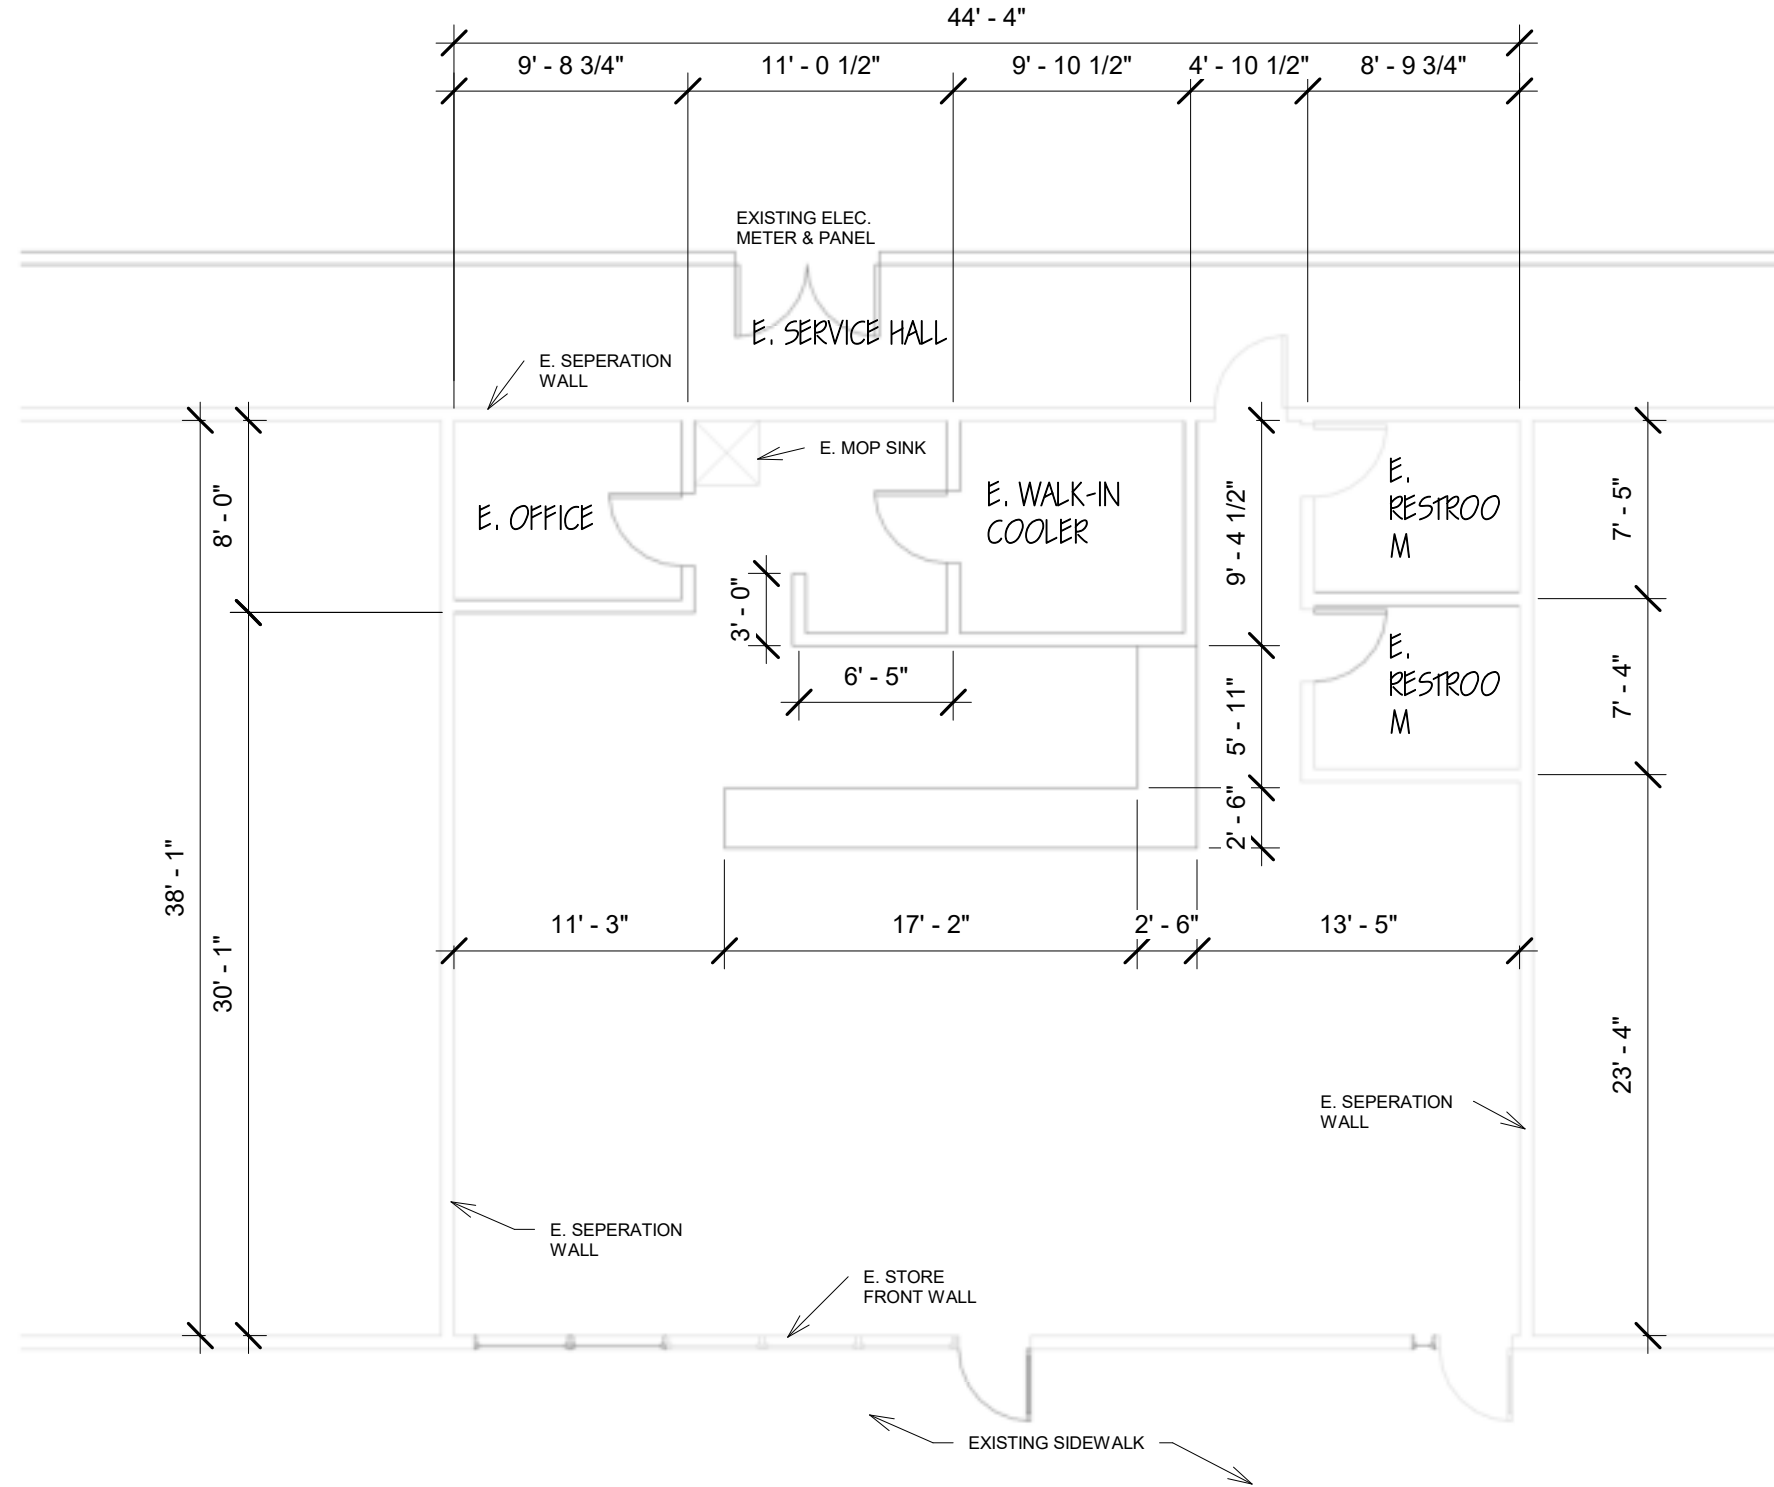 44' - 4"
9' - 8 3/4"
11' - 0 1/2"
9' - 10 1/2"
4' - 10 1/2"
8' - 9 3/4"
EXISTING ELEC.
METER & PANEL
E. SERVICE HALL
E. SEPERATION
WALL
E. MOP SINK
E. OFFICE
E. WALK-IN
COOLER
E.
RESTROO
M
8' - 0"
9' - 4 1/2"
7' - 5"
3' - 0"
6' - 5"
E.
RESTROO
M
5' - 11"
7' - 4"
2' - 6"
38' - 1"
30' - 1"
11' - 3"
17' - 2"
2' - 6"
13' - 5"
23' - 4"
E. SEPERATION
WALL
E. SEPERATION
WALL
E. STORE
FRONT WALL
EXISTING SIDEWALK